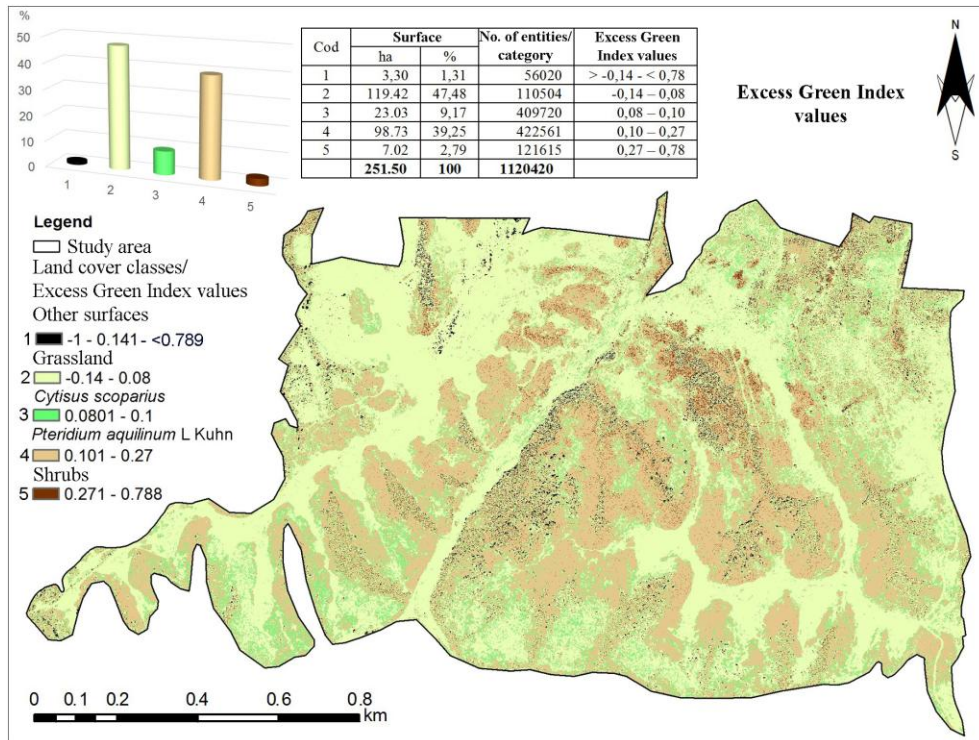 %
50
40
30
20
10
0
1 2 3 4 5
Cod Surface No. of entities/ category Excess Green Index values
ha %
1 3,30 1,31 56020 > -0,14 - < 0,78
2 119.42 47,48 110504 -0,14 – 0,08
3 23.03 9,17 409720 0,08 – 0,10
4 98.73 39,25 422561 0,10 – 0,27
5 7.02 2,79 121615 0,27 – 0,78
251.50 100 1120420
Excess Green Index
values
N
S
Legend
Study area
Land cover classes/
Excess Green Index values
Other surfaces
1 -1 - 0.141- <0.789
Grassland
2 -0.14 - 0.08
Cytisus scoparius
3 0.0801 - 0.1
Pteridium aquilinum L Kuhn
4 0.101 - 0.27
Shrubs
5 0.271 - 0.788
0 0.1 0.2 0.4 0.6 0.8
km